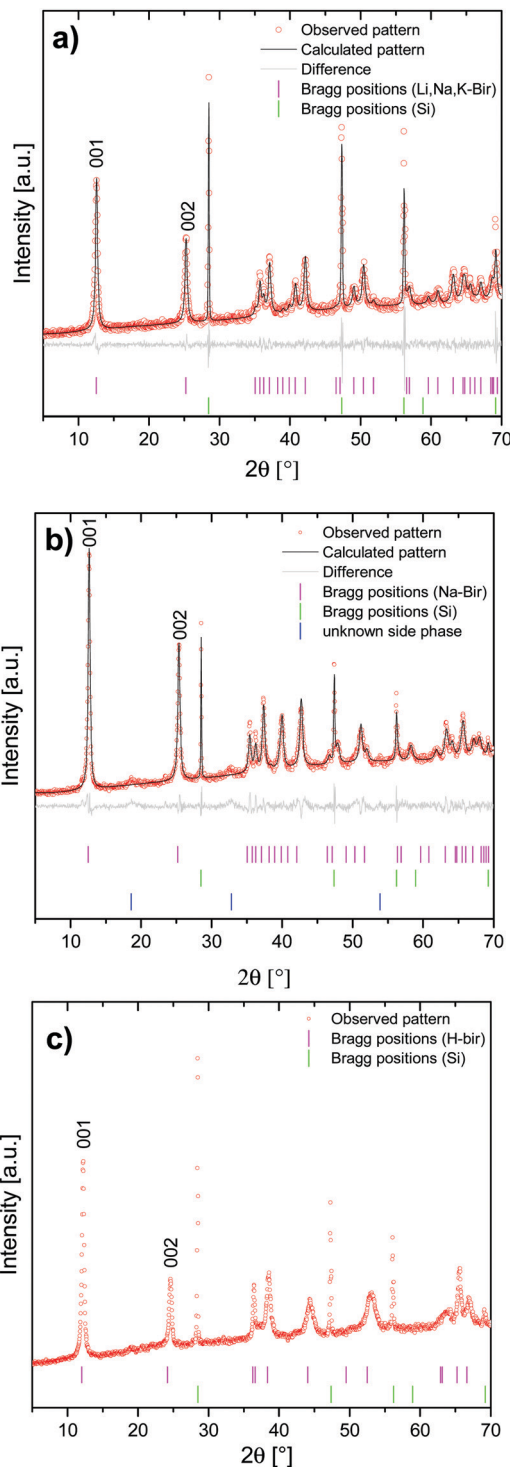 a)
Observed pattern
Calculated pattern
Difference
Bragg positions (Li,Na,K-Bir)
Bragg positions (Si)
001
002
Intensity [a.u.]
10 20 30 40 50 60 70
2θ [°]
b)
Observed pattern
Calculated pattern
Difference
Bragg positions (Na-Bir)
Bragg positions (Si)
unknown side phase
001
002
Intensity [a.u.]
10 20 30 40 50 60 70
2θ [°]
c)
Observed pattern
Bragg positions (H-bir)
Bragg positions (Si)
001
002
Intensity [a.u.]
10 20 30 40 50 60 70
2θ [°]